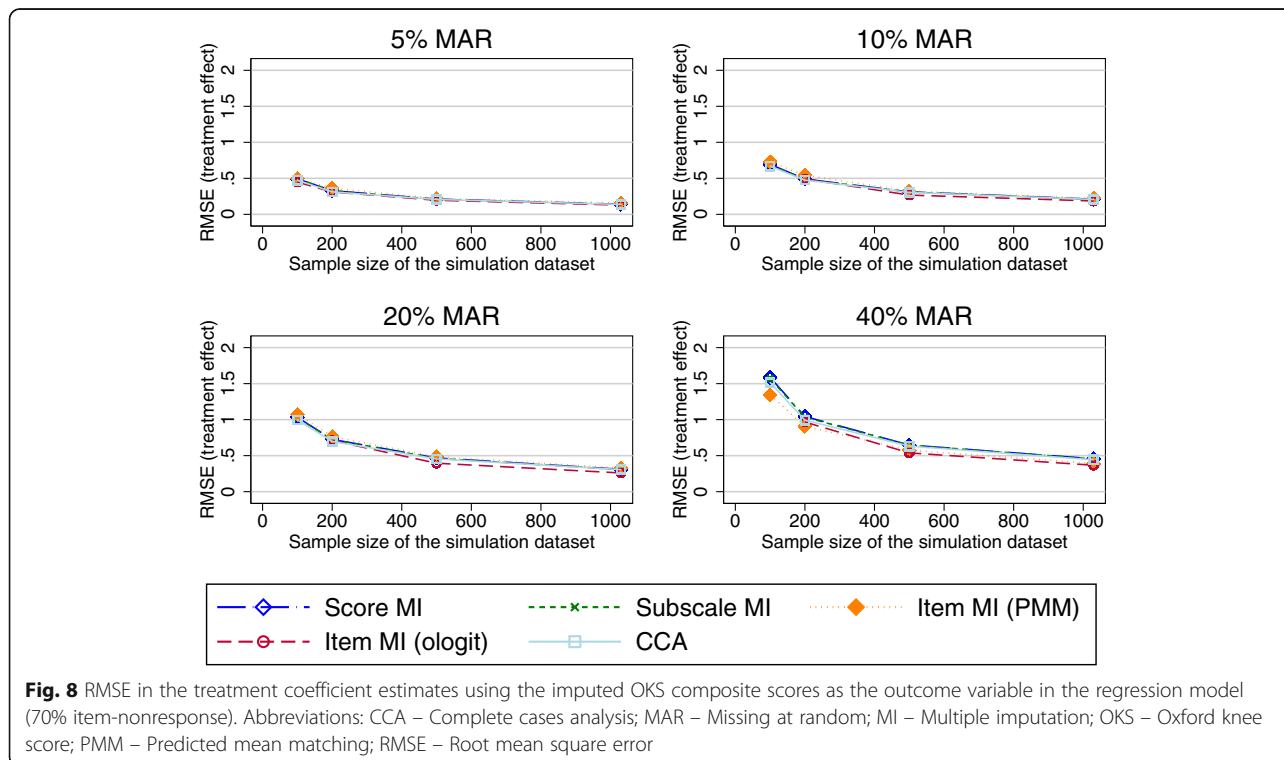 5% MAR
10% MAR
RMSE (treatment effect)
0 .5 1 1.5 2
0 200 400 600 800 1000
Sample size of the simulation dataset
RMSE (treatment effect)
0 .5 1 1.5 2
0 200 400 600 800 1000
Sample size of the simulation dataset
20% MAR
40% MAR
RMSE (treatment effect)
0 .5 1 1.5 2
0 200 400 600 800 1000
Sample size of the simulation dataset
RMSE (treatment effect)
0 .5 1 1.5 2
0 200 400 600 800 1000
Sample size of the simulation dataset
Score MI
Subscale MI
Item MI (PMM)
Item MI (ologit)
CCA
Fig. 8 RMSE in the treatment coefficient estimates using the imputed OKS composite scores as the outcome variable in the regression model
(70% item-nonresponse). Abbreviations: CCA – Complete cases analysis; MAR – Missing at random; MI – Multiple imputation; OKS – Oxford knee
score; PMM – Predicted mean matching; RMSE – Root mean square error